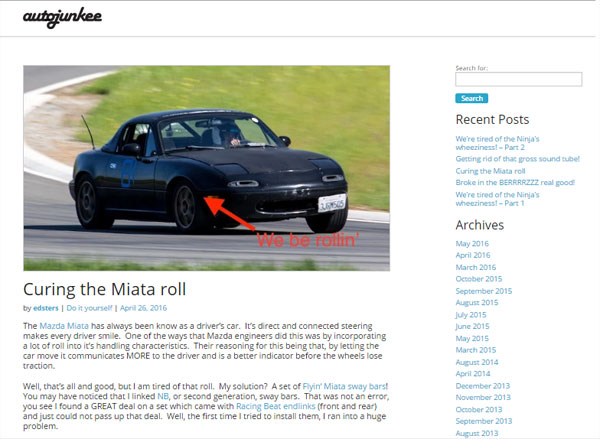 autojunkee
We be rollin'
Curing the Miata roll
by edsters | Do it yourself | April 26, 2016
The Mazda Miata has always been know as a driver's car. It's direct and connected steering
makes every driver smile. One of the ways that Mazda engineers did this was by incorporating
a lot of roll into it's handling characteristics. Their reasoning for this being that, by letting the
car move it communicates MORE to the driver and is a better indicator before the wheels lose
traction.
Well, that's all and good, but I am tired of that roll. My solution? A set of Flyin' Miata sway bars!
You may have noticed that I linked NB, or second generation, sway bars. That was not an error,
you see I found a GREAT deal on a set which came with Racing Beat endlinks (front and rear)
and just could not pass up that deal. Well, the first time I tried to install them, I ran into a huge
problem.
Search for:
Search
Recent Posts
We're tired of the Ninja's
wheeziness! – Part 2
Getting rid of that gross sound tube!
Curing the Miata roll
Broke in the BERRRRZZZ real good!
We're tired of the Ninja's
wheeziness! – Part 1
Archives
May 2016
April 2016
March 2016
October 2015
September 2015
August 2015
July 2015
June 2015
May 2015
March 2015
August 2014
April 2014
December 2013
November 2013
October 2013
September 2013
August 2013